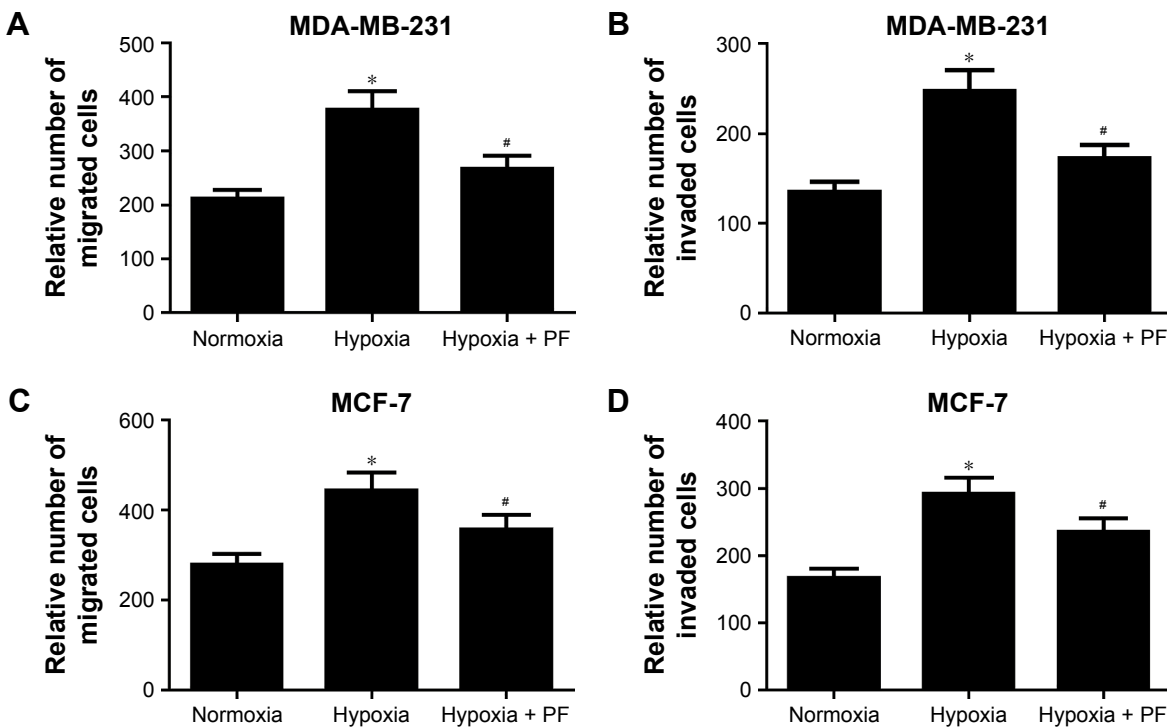 A
MDA-MB-231
Relative number of
migrated cells
500
400
300
200
100
0
*
#
Normoxia
Hypoxia
Hypoxia + PF
B
MDA-MB-231
Relative number of
invaded cells
300
200
100
0
*
#
Normoxia
Hypoxia
Hypoxia + PF
C
MCF-7
Relative number of
migrated cells
600
400
200
0
*
#
Normoxia
Hypoxia
Hypoxia + PF
D
MCF-7
Relative number of
invaded cells
400
300
200
100
0
*
#
Normoxia
Hypoxia
Hypoxia + PF